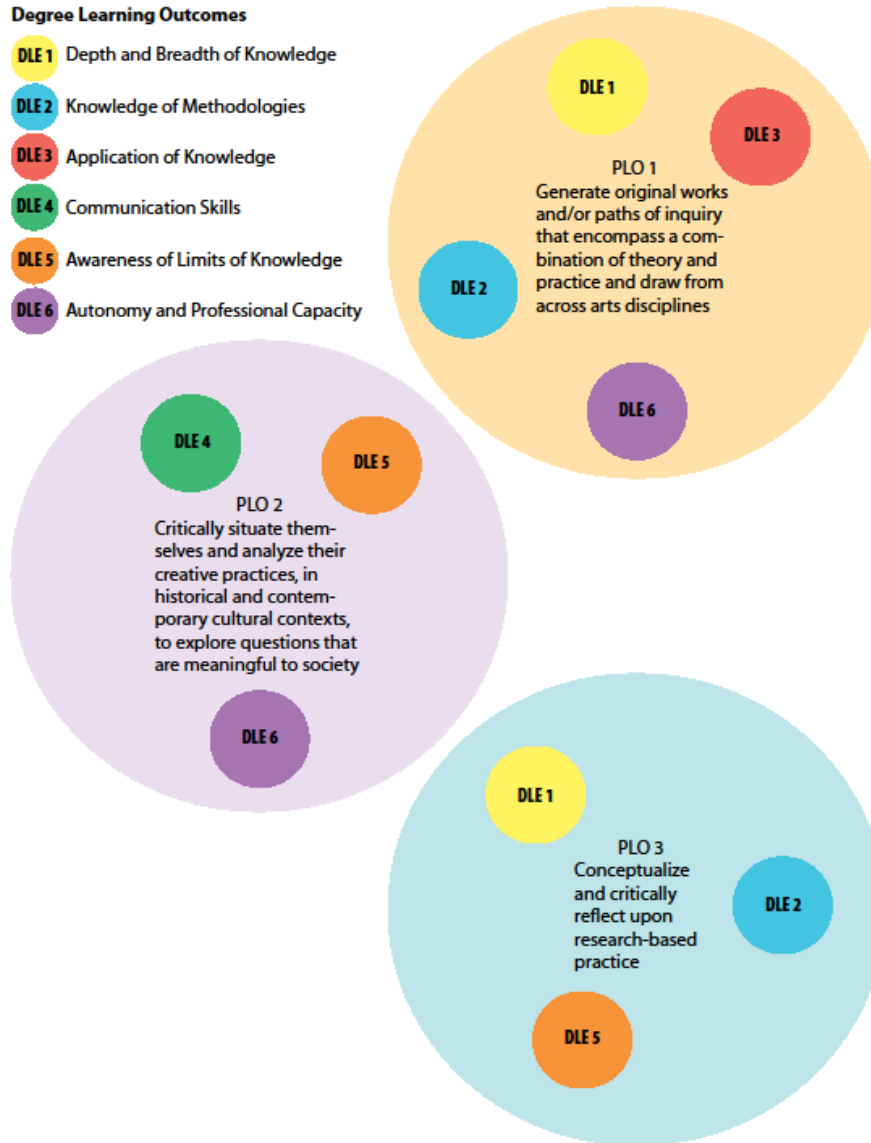 Degree Learning Outcomes
DLE 1 Depth and Breadth of Knowledge
DLE 2 Knowledge of Methodologies
DLE 3 Application of Knowledge
DLE 4 Communication Skills
DLE 5 Awareness of Limits of Knowledge
DLE 6 Autonomy and Professional Capacity
DLE 1
DLE 3
PLO 1
Generate original works
and/or paths of inquiry
that encompass a com-
bination of theory and
practice and draw from
across arts disciplines
DLE 2
DLE 6
DLE 4
DLE 5
PLO 2
Critically situate them-
selves and analyze their
creative practices, in
historical and contem-
porary cultural contexts,
to explore questions that
are meaningful to society
DLE 6
DLE 1
PLO 3
Conceptualize
and critically
reflect upon
research-based
practice
DLE 2
DLE 5